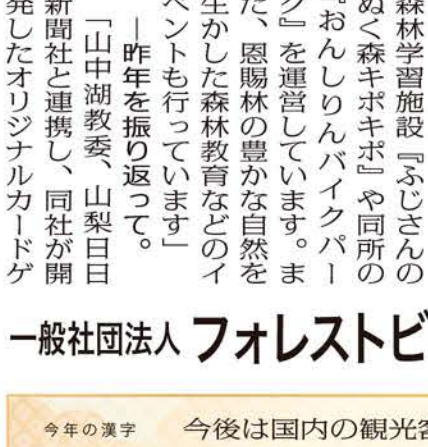 森林学習施設『ふじさんの
ぬく森キポキポ』や同所の
『おんしりんバイクパー
ク』を運営しています。ま
た、恩賜林の豊かな自然を
生かした森林教育などのイ
ベントも行っています」
―昨年を振り返って。
「山中湖教委、山梨日日
新聞社と連携し、同社が開
発したオリジナルカードゲ
一般社団法人 フォレストビ
今年の漢字 今後は国内の観光客